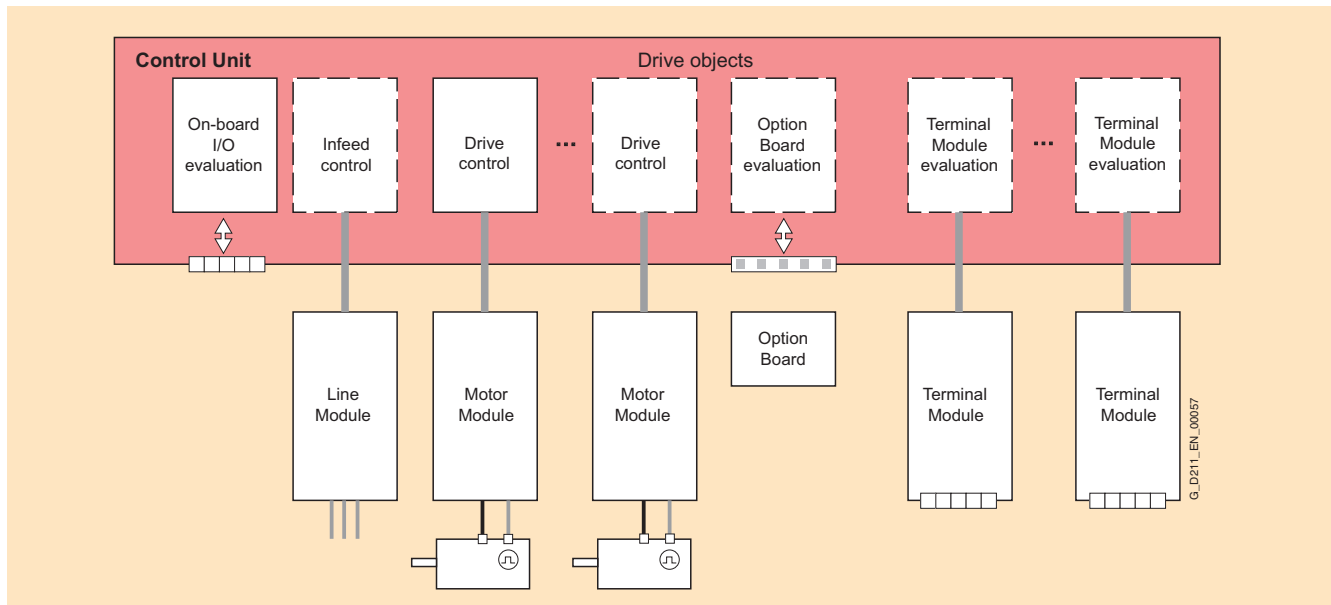 Control Unit
Drive objects
On-board
I/O
evaluation
Infeed
control
Drive
control
...
Drive
control
Option
Board
evaluation
Terminal
Module
evaluation
...
Terminal
Module
evaluation
Line
Module
Motor
Module
Motor
Module
Option
Board
Terminal
Module
Terminal
Module
G_D211_EN_00057